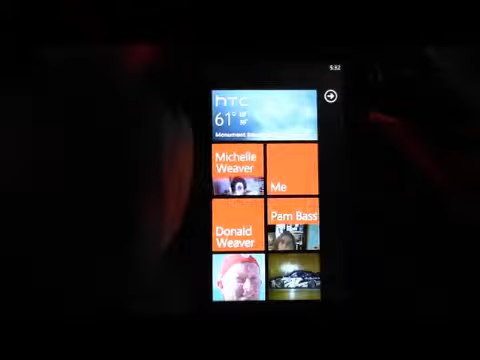 5:32
hTC
61°
Michelle
Weaver
Me
Donald
Weaver
Pam Bass